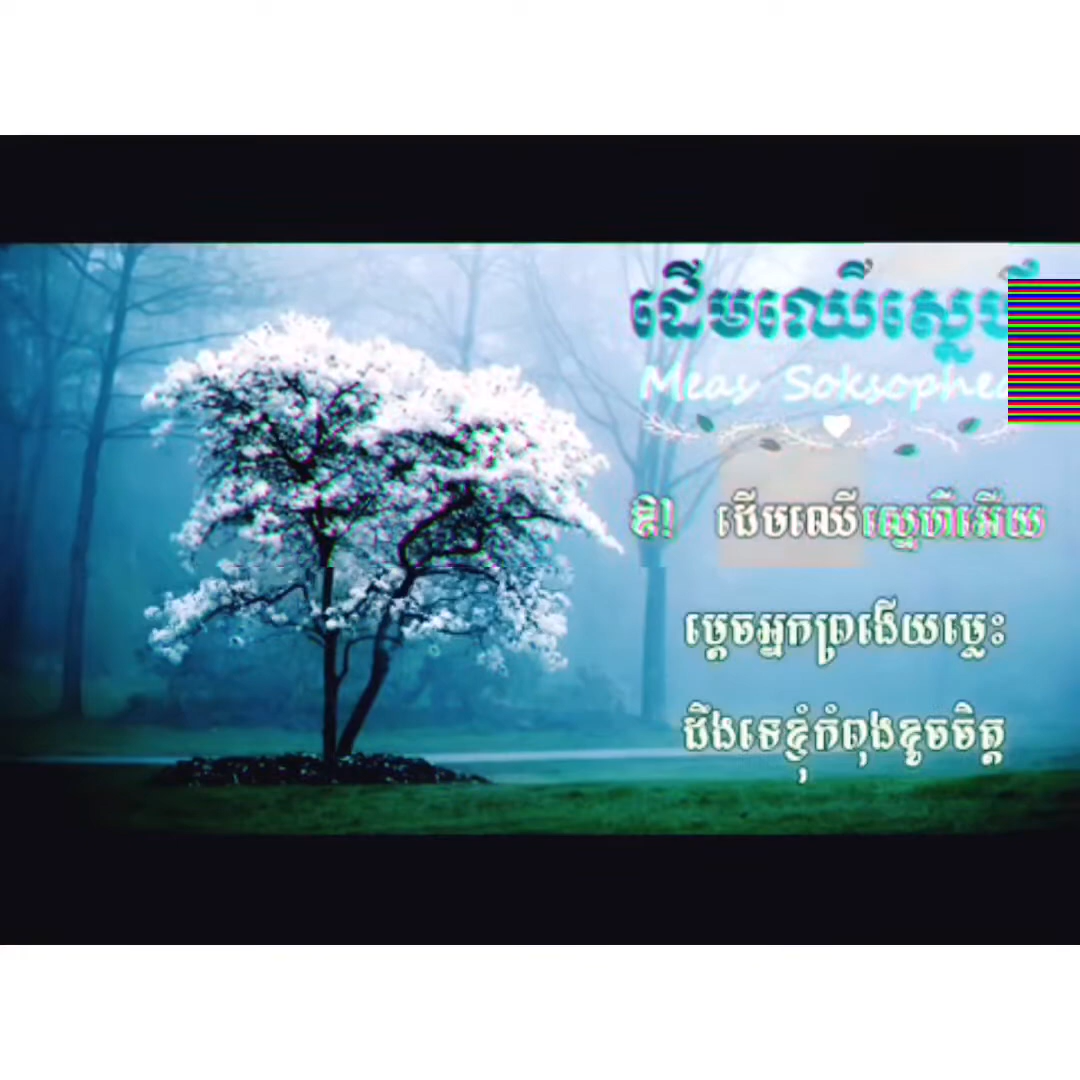 ដើមឈើស្នេហ៍
Meas Soksophea
ឱ! ដើមឈើស្នេហ៍អើយ
ម្ដេចអ្នកព្រងើយម្លេះ
ដឹងទេខ្ញុំកំពុងខូចចិត្ត